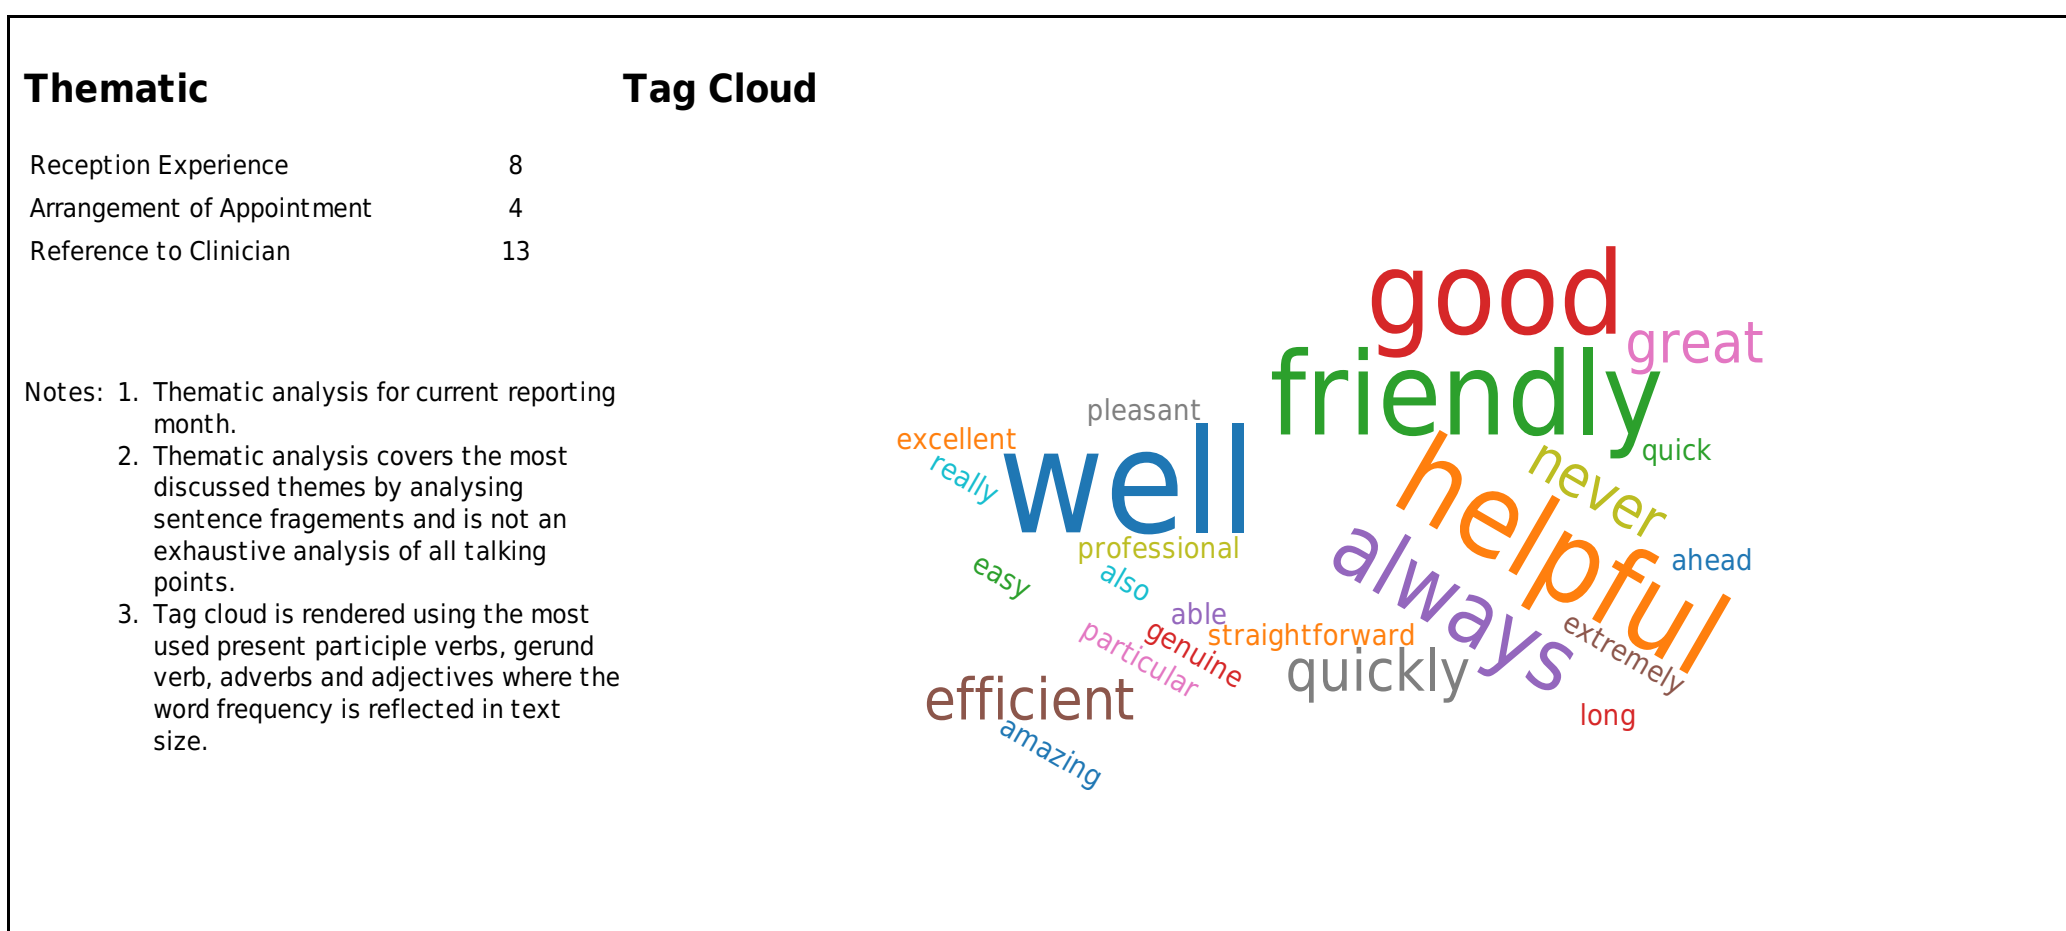 Thematic
Reception Experience 8
Arrangement of Appointment 4
Reference to Clinician 13
Notes: 1. Thematic analysis for current reporting
month.
2. Thematic analysis covers the most
discussed themes by analysing
sentence fragements and is not an
exhaustive analysis of all talking
points.
3. Tag cloud is rendered using the most
used present participle verbs, gerund
verb, adverbs and adjectives where the
word frequency is reflected in text
size.
Tag Cloud
good
great
friendly
pleasant
excellent
quick
well
really
never
helpful
professional
always
ahead
easy
also
able
straightforward
genuine
particular
extremely
quickly
efficient
long
amazing